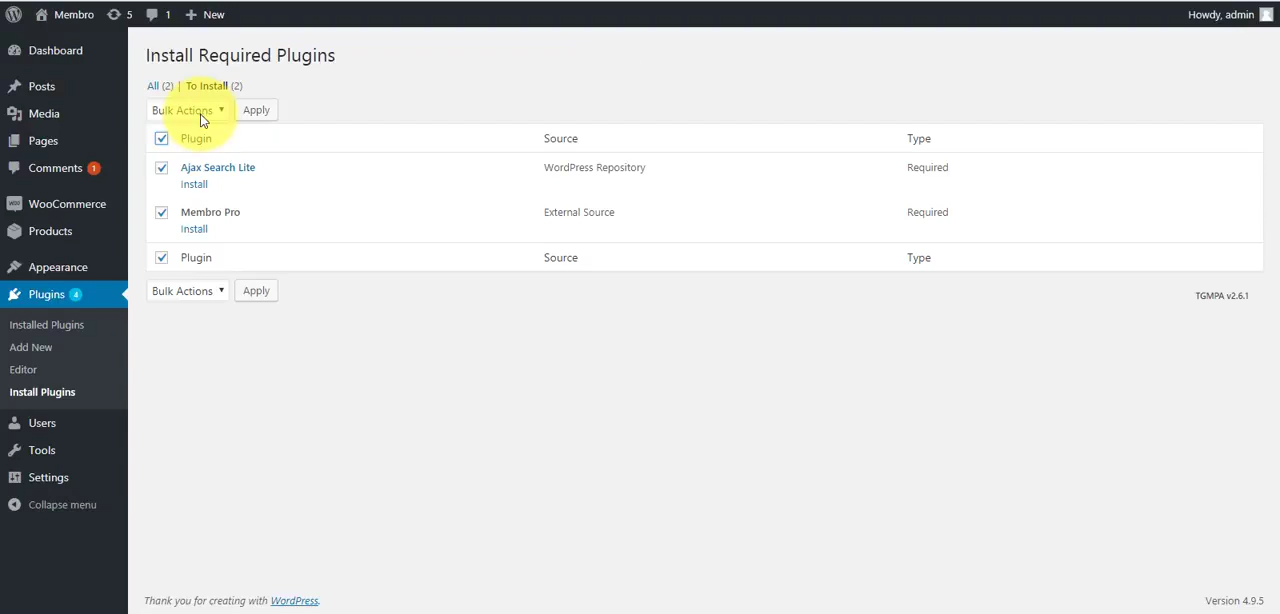 Membro 5 1 New Howdy, admin
Dashboard
Posts
Media
Pages
Comments 1
WooCommerce
Products
Appearance
Plugins 4
Installed Plugins
Add New
Editor
Install Plugins
Users
Tools
Settings
Collapse menu
Install Required Plugins
All (2) | To Install (2)
Bulk Actions Apply
Plugin Source Type
Ajax Search Lite WordPress Repository Required
Install
Membro Pro External Source Required
Install
Plugin Source Type
Bulk Actions Apply
TGMPA v2.6.1
Thank you for creating with WordPress. Version 4.9.5